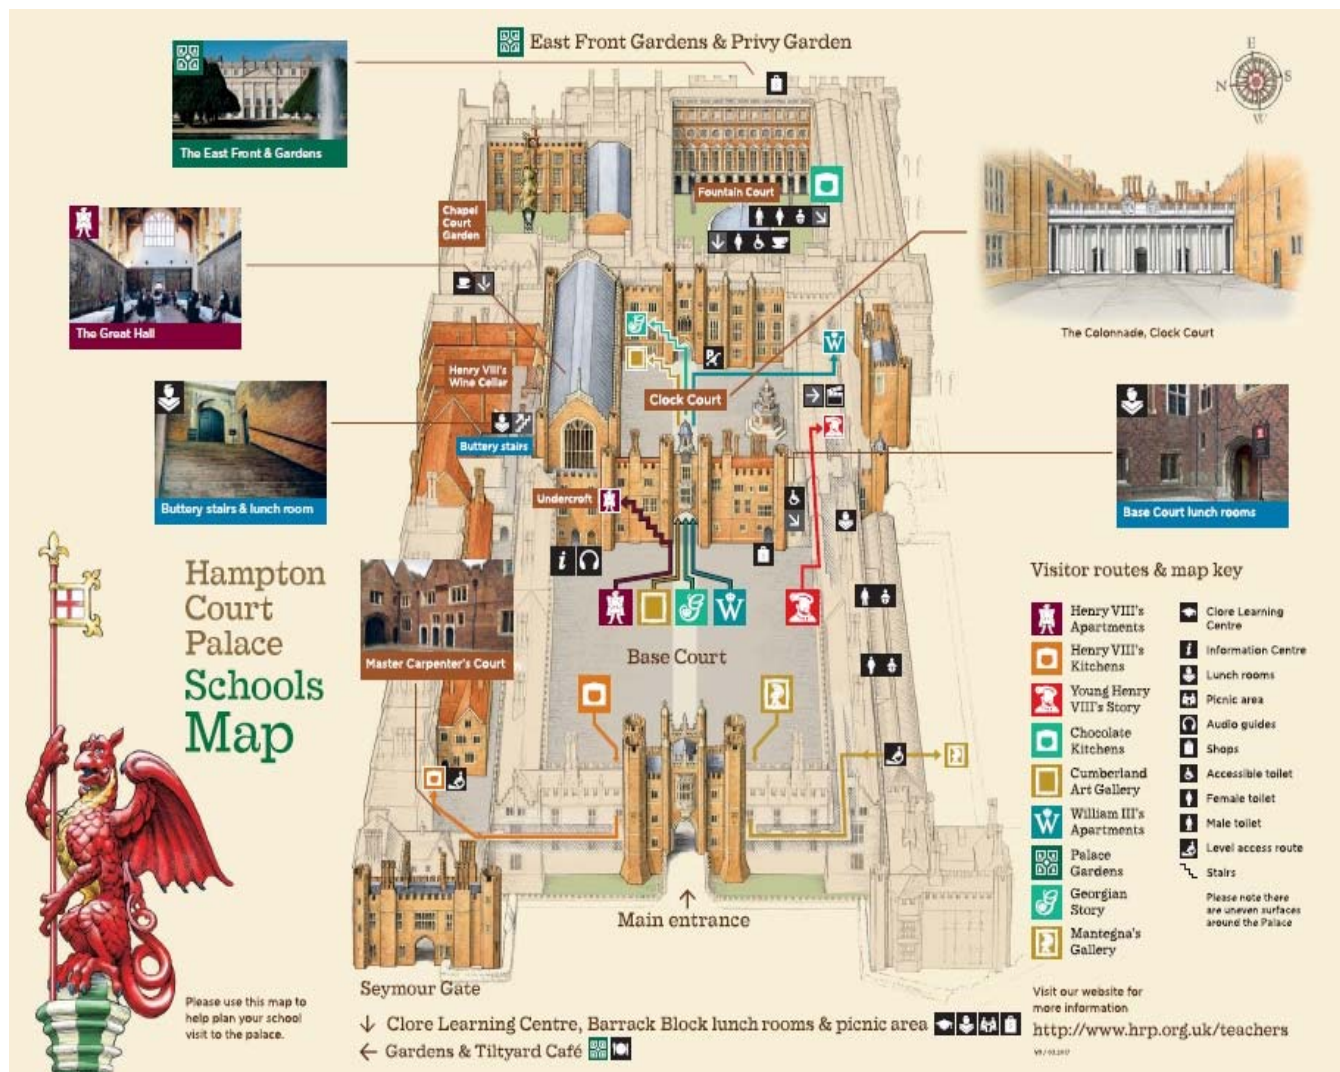 East Front Gardens & Privy Garden
The East Front & Gardens
E
N
S
W
Fountain Court
Chapel
Court
Garden
The Great Hall
The Colonnade, Clock Court
Henry VIII's
Wine Cellar
Clock Court
W
Buttery stairs
Buttery stairs & lunch room
Undercroft
Base Court lunch rooms
i
Hampton
Court
Palace
Schools
Map
Master Carpenter's Court
G
W
Base Court
Main entrance
Seymour Gate
Visitor routes & map key
Henry VIII's
Apartments
Henry VIII's
Kitchens
Young Henry
VIII's Story
Chocolate
Kitchens
Cumberland
Art Gallery
W
William III's
Apartments
Palace
Gardens
G
Georgian
Story
Mantegna's
Gallery
Clore Learning
Centre
i
Information Centre
Lunch rooms
Picnic area
Audio guides
Shops
Accessible toilet
Female toilet
Male toilet
Level access route
Stairs
Please note there
are uneven surfaces
around the Palace
Please use this map to
help plan your school
visit to the palace.
↓ Clore Learning Centre, Barrack Block lunch rooms & picnic area
← Gardens & Tiltyard Café
Visit our website for
more information
http://www.hrp.org.uk/teachers